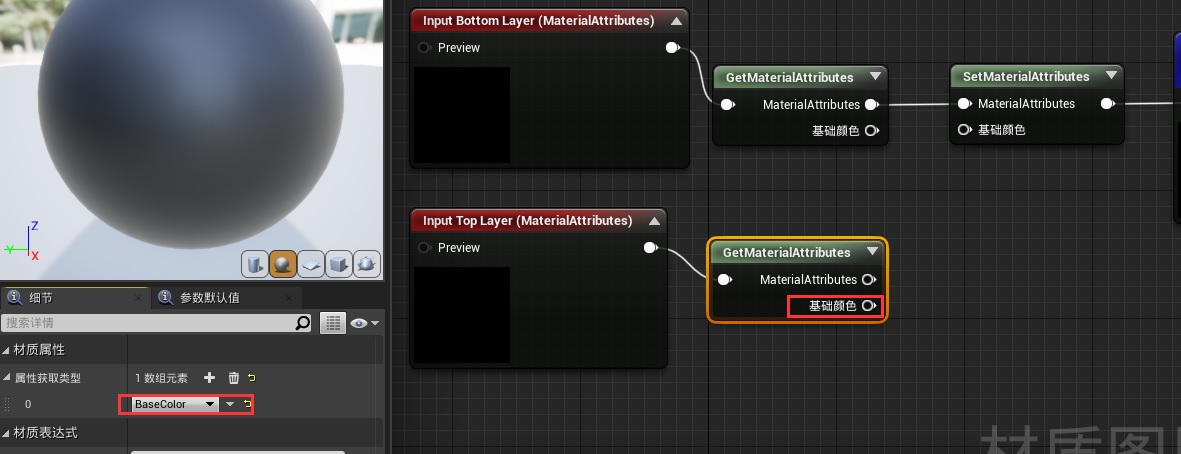 Input Bottom Layer (MaterialAttributes)
Preview
GetMaterialAttributes
MaterialAttributes
基础颜色
SetMaterialAttributes
MaterialAttributes
基础颜色
Input Top Layer (MaterialAttributes)
Preview
GetMaterialAttributes
MaterialAttributes
基础颜色
Z
Y
X
细节
参数默认值
搜索详情
材质属性
属性获取类型
1 数组元素
0
BaseColor
材质表达式
材质图